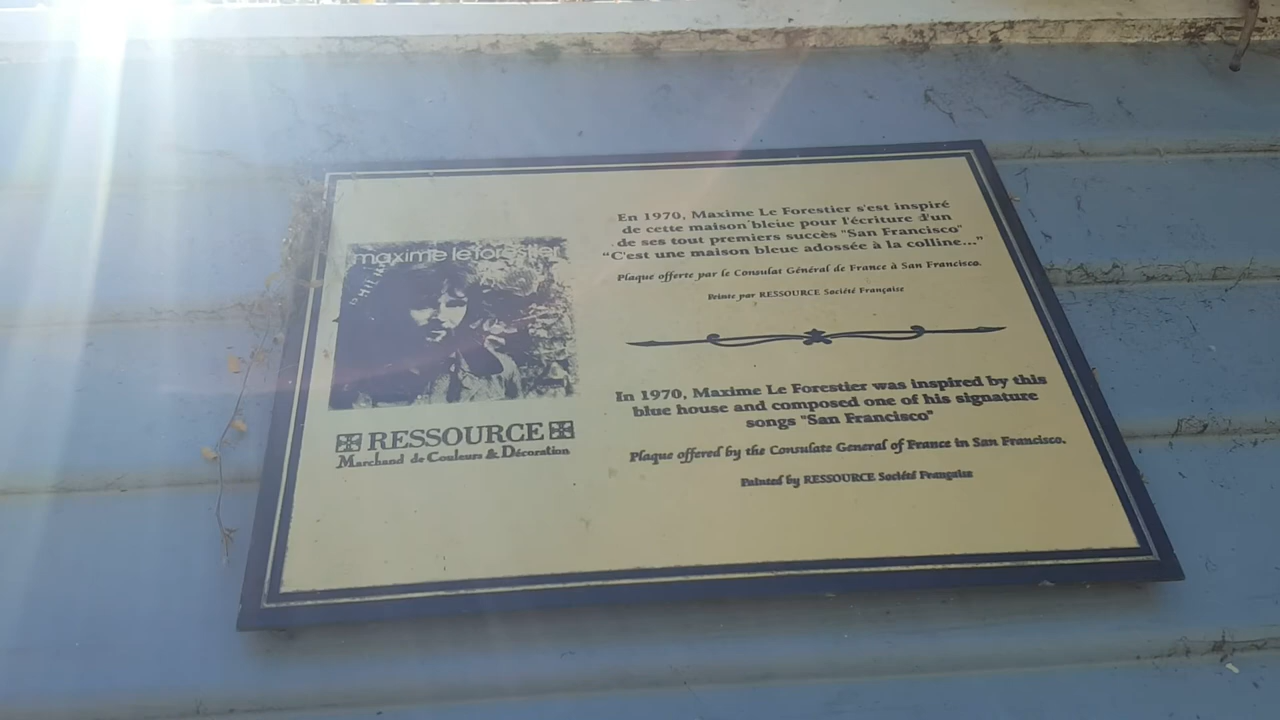 maxime le forestier
RESSOURCE
Marchand de Couleurs & Décoration
En 1970, Maxime Le Forestier s'est inspiré
de cette maison bleue pour l'écriture d'un
de ses tout premiers succès "San Francisco"
"C'est une maison bleue adossée à la colline..."
Plaque offerte par le Consulat Général de France à San Francisco.
Peinte par RESSOURCE Société Française
In 1970, Maxime Le Forestier was inspired by this
blue house and composed one of his signature
songs "San Francisco"
Plaque offered by the Consulate General of France in San Francisco.
Painted by RESSOURCE Société Française